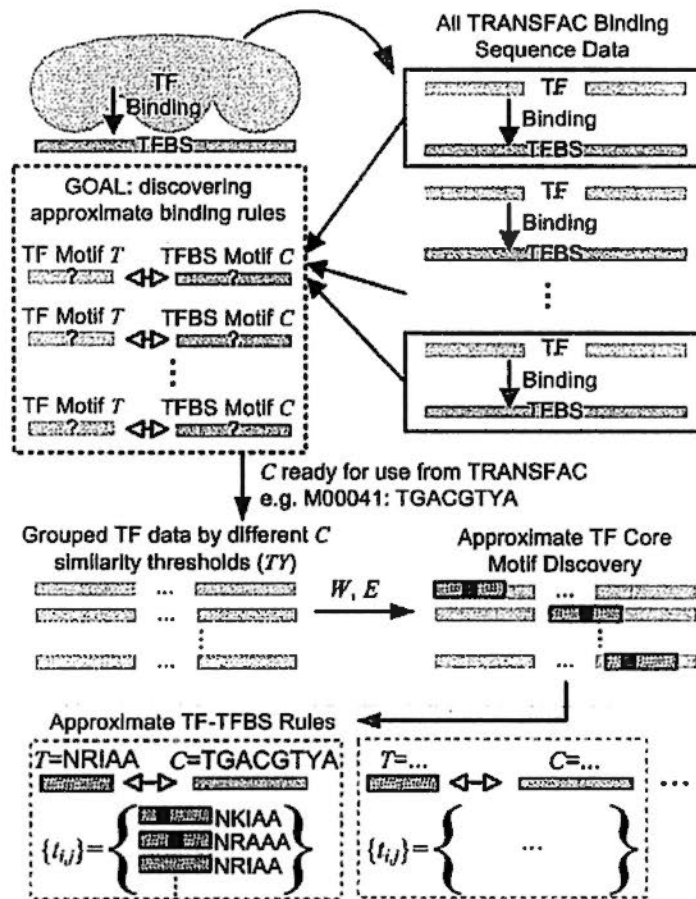 All TRANSFAC Binding
Sequence Data
TF
Binding
TFBS
TF
Binding
TFBS
TF
Binding
TFBS
⋮
TF
Binding
TFBS
GOAL: discovering
approximate binding rules
TF Motif T TFBS Motif C
? ⇔ ?
TF Motif T TFBS Motif C
? ⇔ ?
⋮
TF Motif T TFBS Motif C
? ⇔ ?
C ready for use from TRANSFAC
e.g. M00041: TGACGTYA
Grouped TF data by different C
similarity thresholds (TY)
... 
...
⋮
...
W, E
Approximate TF Core
Motif Discovery
...
...
⋮
...
Approximate TF-TFBS Rules
T=NRIAA C=TGACGTYA
{t_{i,j}}=
NKIAA
NRAAA
NRIAA
T=... C=...
{t_{i,j}}= { ... }
...